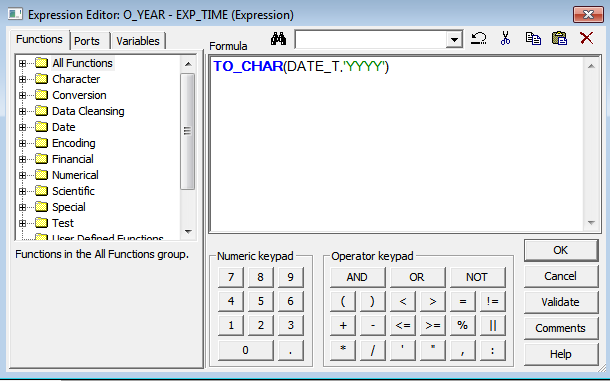 Expression Editor: O_YEAR - EXP_TIME (Expression)
Functions Ports Variables
All Functions
Character
Conversion
Data Cleansing
Date
Encoding
Financial
Numerical
Scientific
Special
Test
User Defined Functions
Functions in the All Functions group.
Formula
TO_CHAR(DATE_T,'YYYY')
Numeric keypad
7 8 9
4 5 6
1 2 3
0 .
Operator keypad
AND OR NOT
( ) < > = !=
+ - <= >= % ||
* / ' " , :
OK
Cancel
Validate
Comments
Help